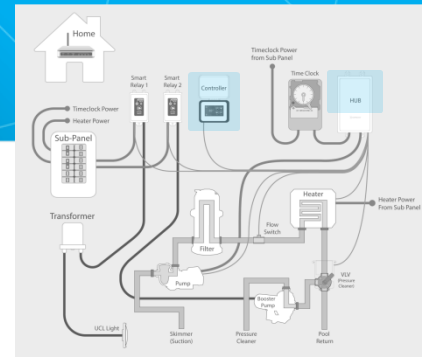 Home
Timeclock Power
from Sub Panel
Smart
Relay 1
Smart
Relay 2
Controller
Time Clock
HUB
Timeclock Power
Heater Power
Sub-Panel
Heater
Heater Power
From Sub Panel
Transformer
Flow
Switch
Filter
Pump
VLV
(Pressure
Cleaner)
Booster
Pump
UCL Light
Skimmer
(Suction)
Pressure
Cleaner
Pool
Return